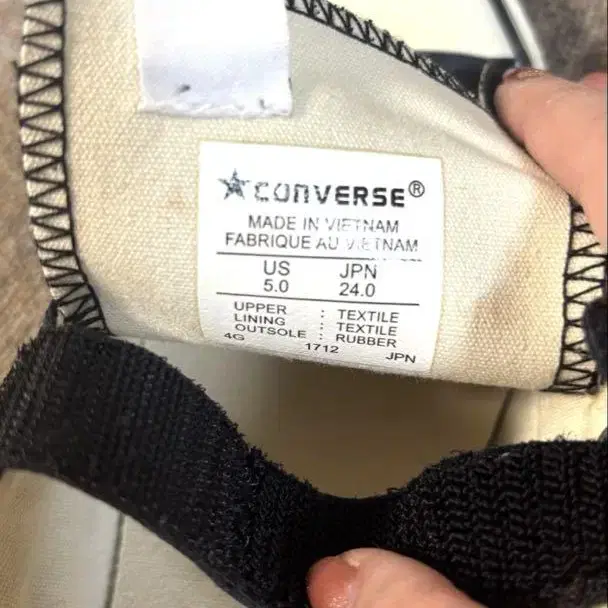 CONVERSE®
MADE IN VIETNAM
FABRIQUE AU VIETNAM
US JPN
5.0 24.0
UPPER : TEXTILE
LINING : TEXTILE
OUTSOLE : RUBBER
4G 1712 JPN